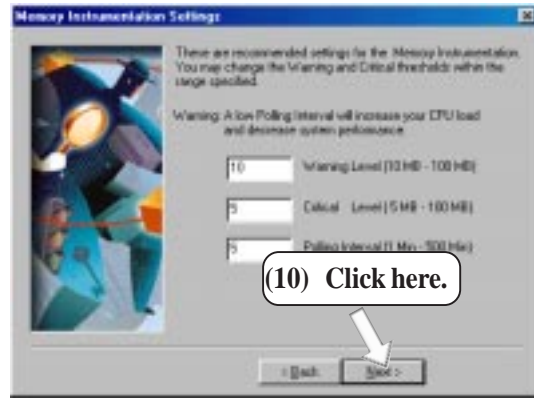 Memory Instrumentation Settings
These are recommended settings for the Memory Instrumentation.
You may change the Warning and Critical thresholds within the
range specified.
Warning: A low Polling Interval will increase your CPU load
and decrease system performance
10 Warning Level (10 MB - 100 MB)
5 Critical Level (5 MB - 100 MB)
5 Polling Interval (1 Min - 500 Min)
(10) Click here.
< Back Next >